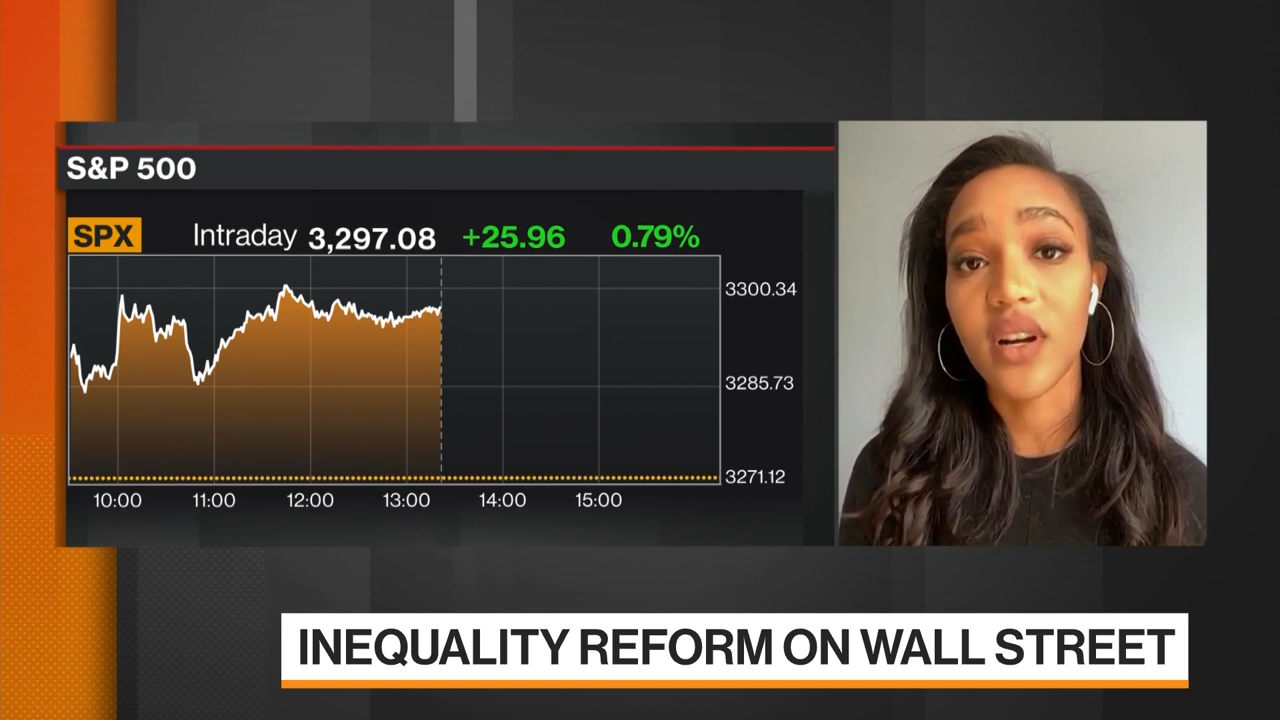 S&P 500
SPX Intraday 3,297.08 +25.96 0.79%
3300.34
3285.73
3271.12
10:00 11:00 12:00 13:00 14:00 15:00
INEQUALITY REFORM ON WALL STREET